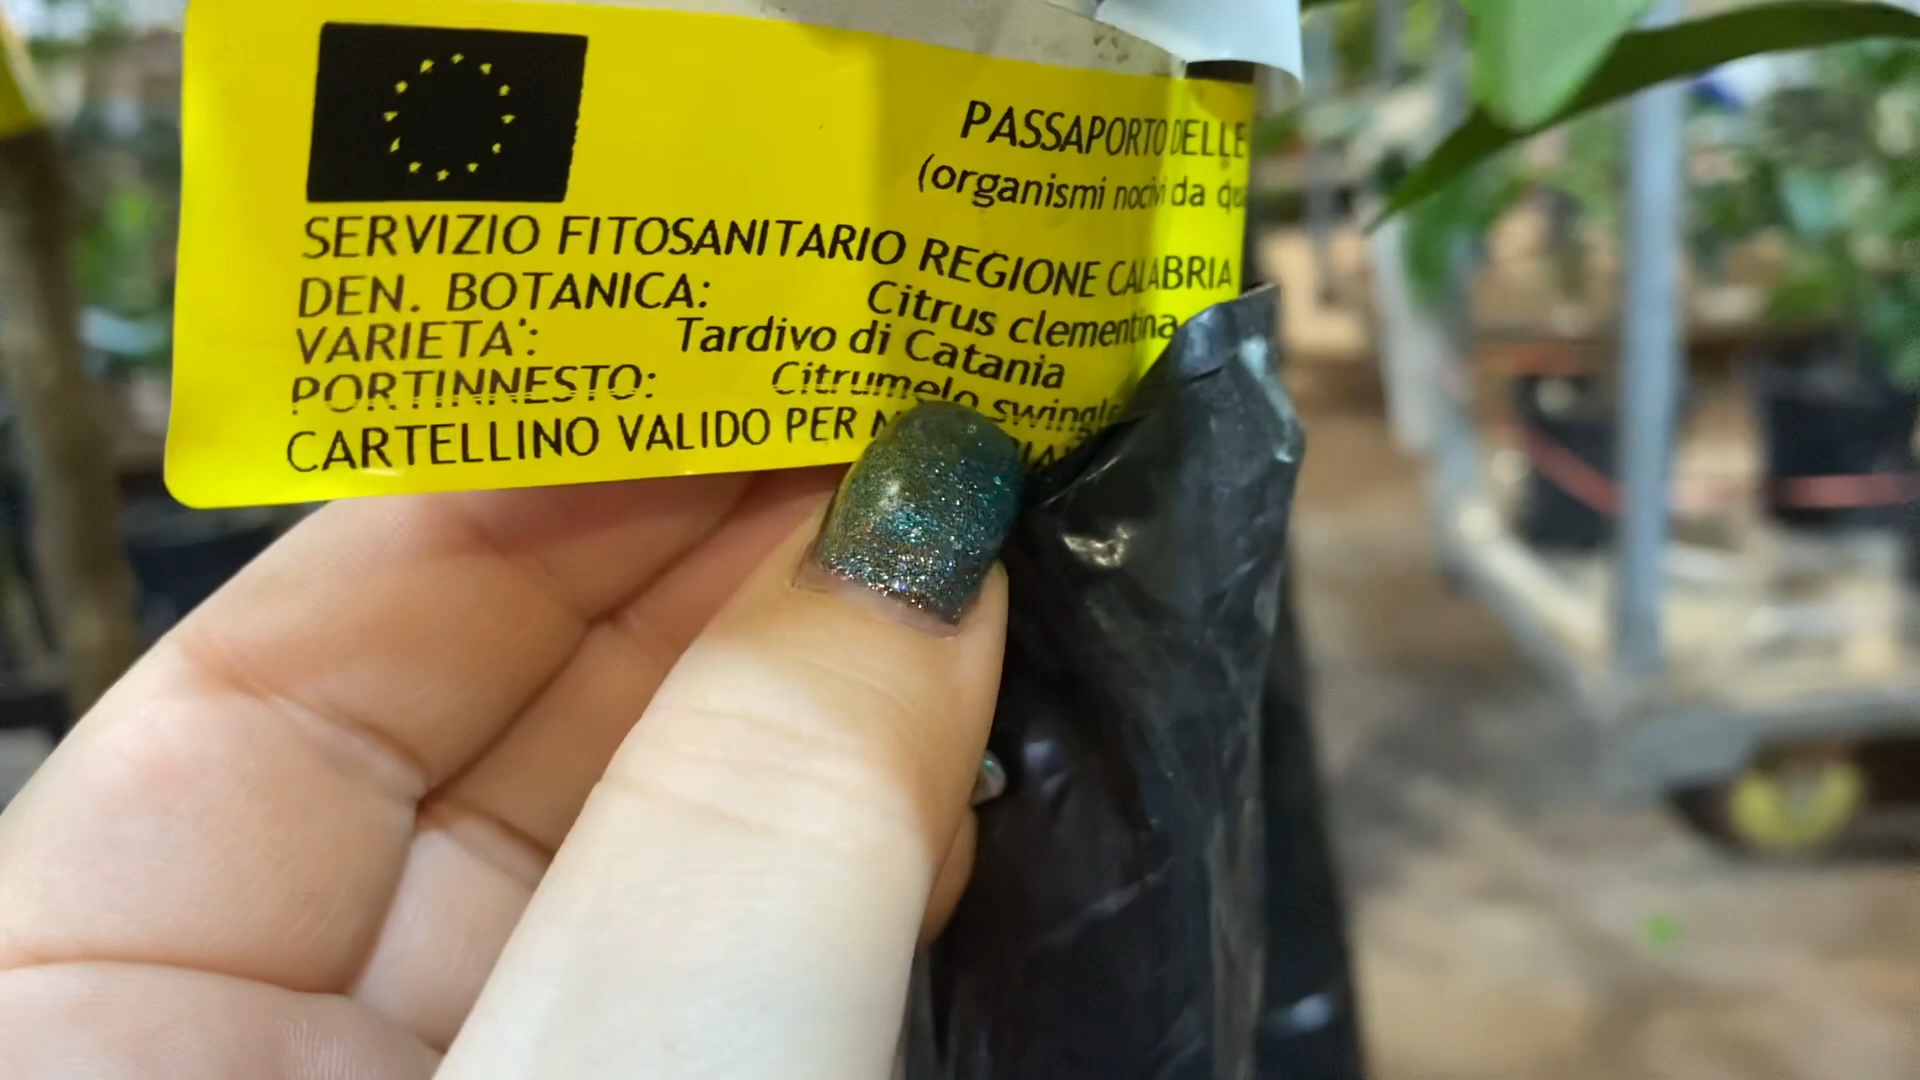 PASSAPORTO DELLE
(organismi nocivi da
SERVIZIO FITOSANITARIO REGIONE CALABRIA
DEN. BOTANICA: Citrus clementina
VARIETA': Tardivo di Catania
PORTINNESTO: Citrumelo swingle
CARTELLINO VALIDO PER